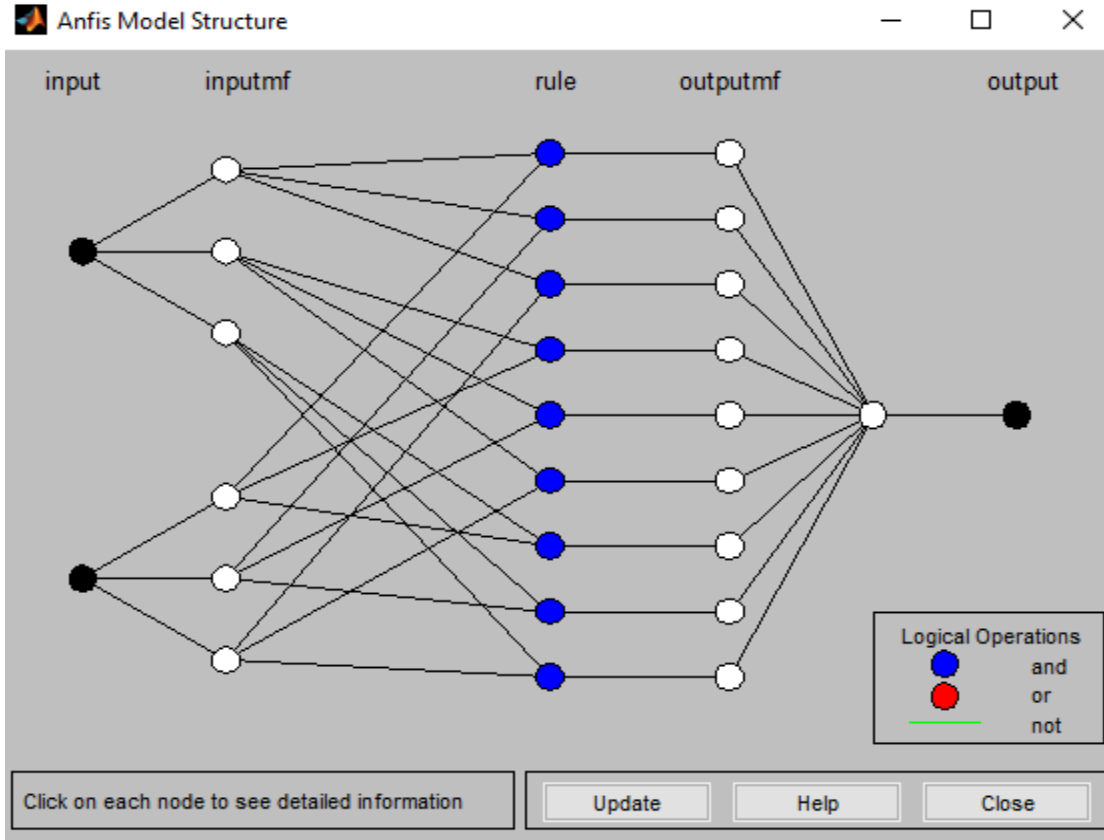 Anfis Model Structure
input inputmf rule outputmf output
Logical Operations
and
or
not
Click on each node to see detailed information
Update Help Close